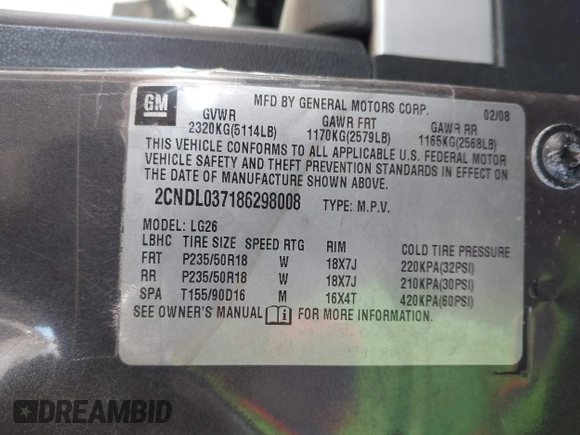 GM
MFD BY GENERAL MOTORS CORP. 02/08
GVWR GAWR FRT GAWR RR
2320KG(5114LB) 1170KG(2579LB) 1165KG(2568LB)
THIS VEHICLE CONFORMS TO ALL APPLICABLE U.S. FEDERAL MOTOR
VEHICLE SAFETY AND THEFT PREVENTION STANDARDS IN EFFECT ON
THE DATE OF MANUFACTURE SHOWN ABOVE.
2CNDL037186298008 TYPE: M.P.V.
MODEL: LG26
LBHC TIRE SIZE SPEED RTG RIM COLD TIRE PRESSURE
FRT P235/50R18 W 18X7J 220KPA(32PSI)
RR P235/50R18 W 18X7J 210KPA(30PSI)
SPA T155/90D16 M 16X4T 420KPA(60PSI)
SEE OWNER'S MANUAL i FOR MORE INFORMATION.
DREAMBID